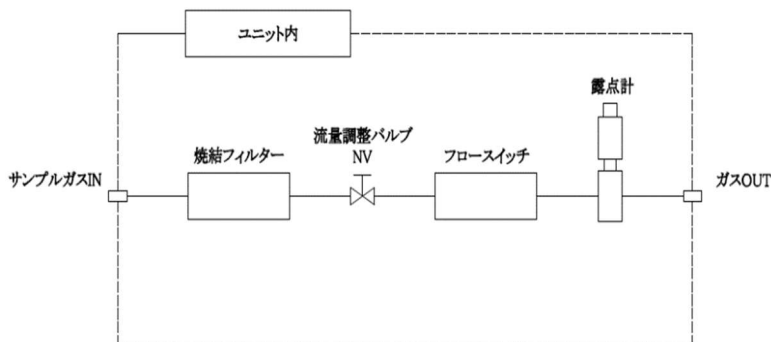 ユニット内
露点計
流量調整バルブ
NV
焼結フィルター
フロースイッチ
サンプルガスIN
ガスOUT